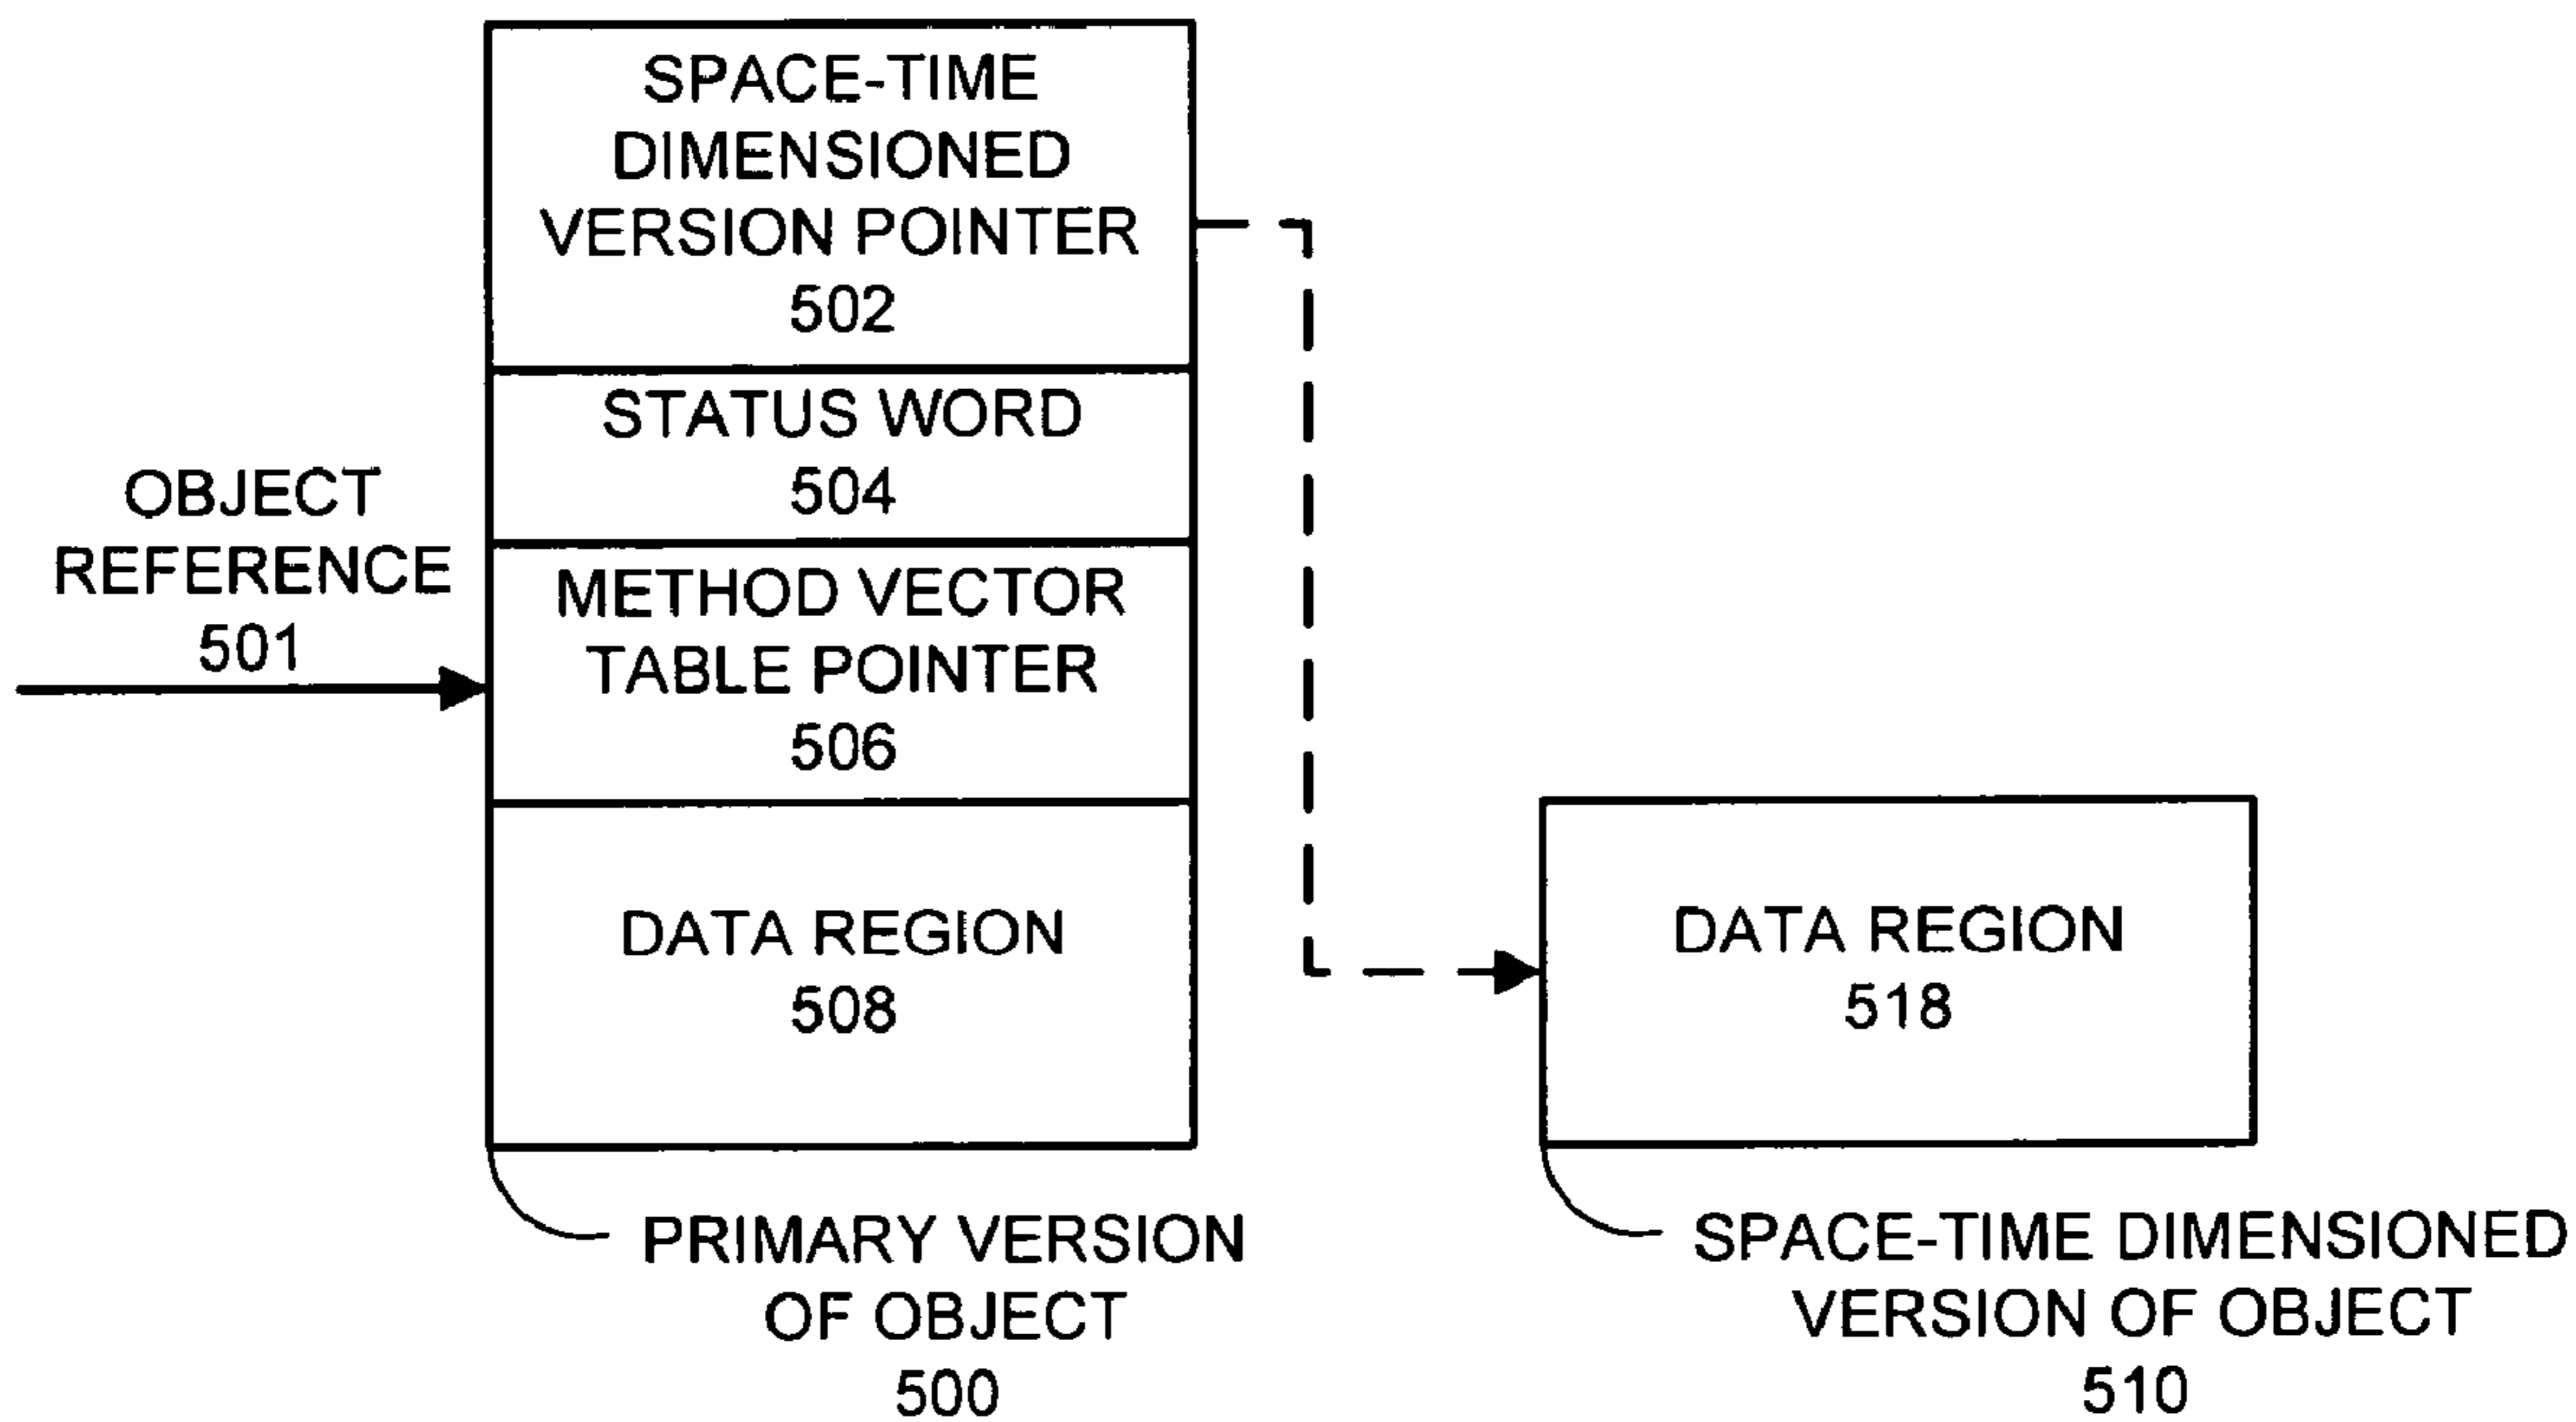 SPACE-TIME
DIMENSIONED
VERSION POINTER
502
STATUS WORD
504
OBJECT
REFERENCE
501
METHOD VECTOR
TABLE POINTER
506
DATA REGION
508
DATA REGION
518
PRIMARY VERSION
OF OBJECT
500
SPACE-TIME DIMENSIONED
VERSION OF OBJECT
510